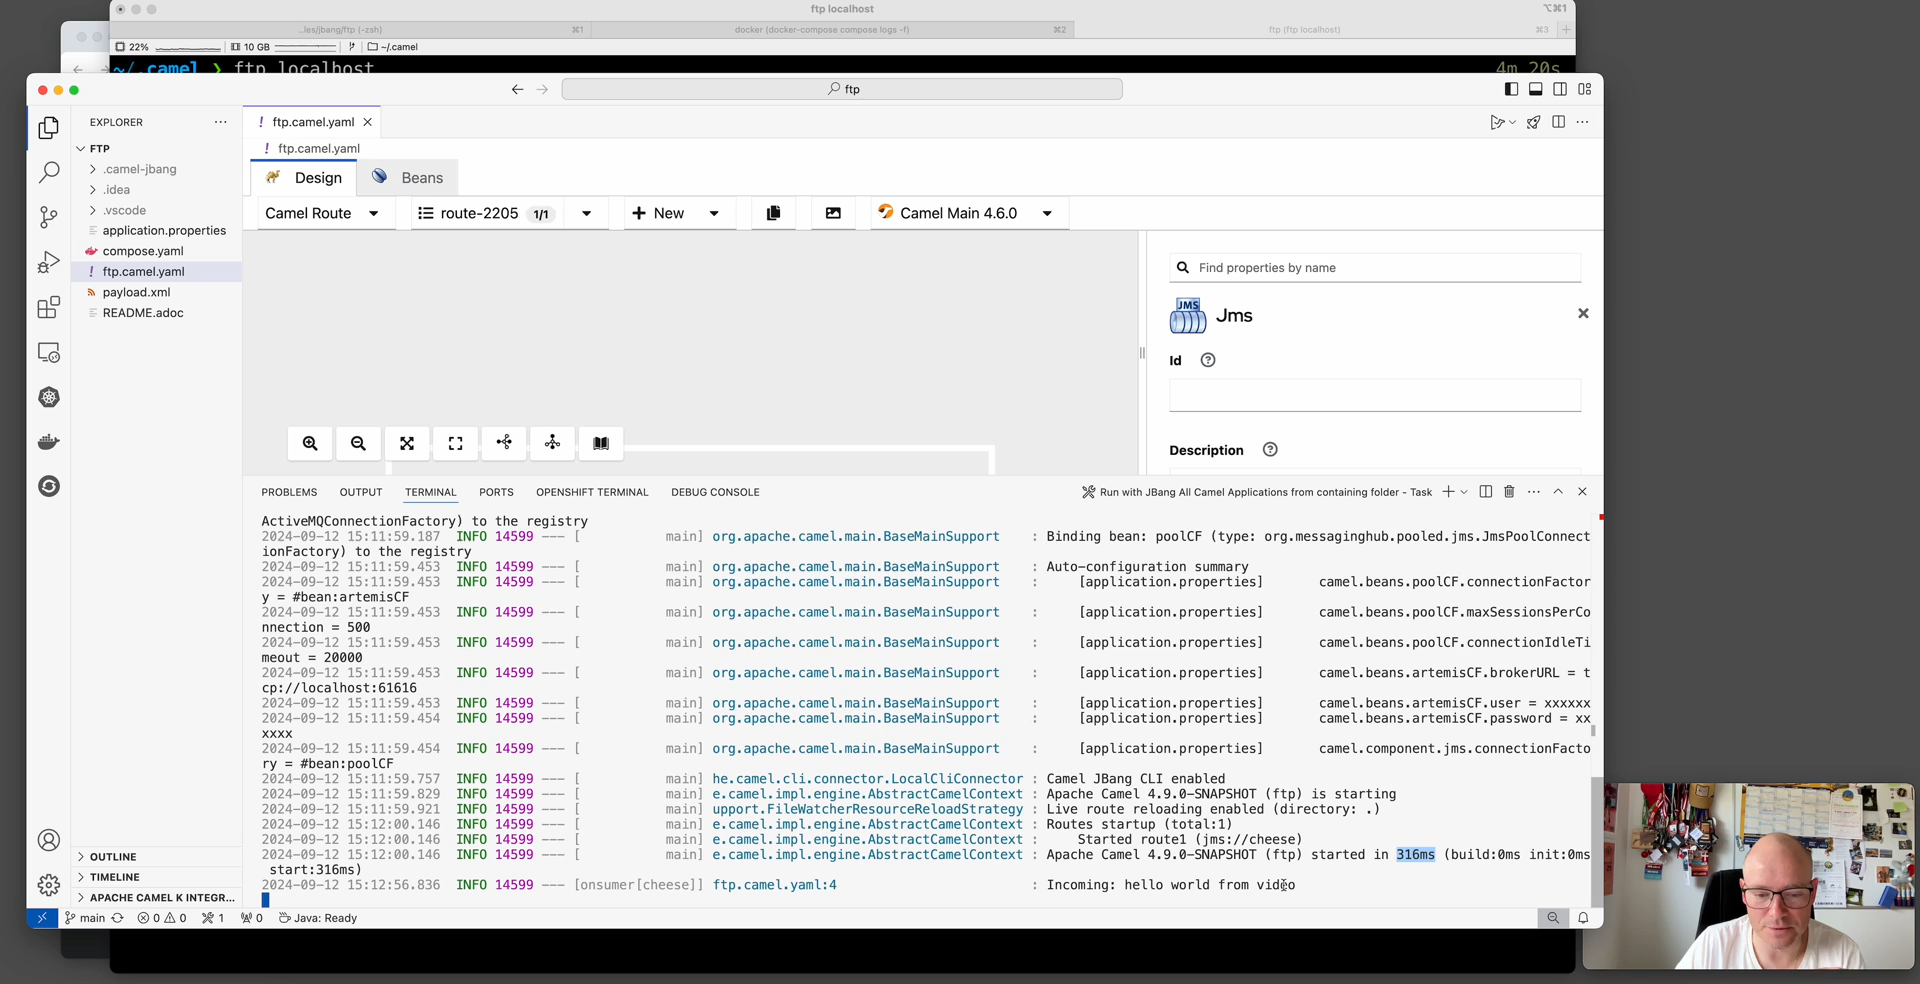 ftp localhost
⌥⌘1
...les/jbang/ftp (-zsh)
⌘1
docker (docker-compose compose logs -f)
⌘2
ftp (ftp localhost)
⌘3
22%
10 GB
~/.camel
~/.camel ❯ ftp localhost
4m 20s
ftp
EXPLORER
ftp.camel.yaml
FTP
.camel-jbang
.idea
.vscode
application.properties
compose.yaml
ftp.camel.yaml
payload.xml
README.adoc
OUTLINE
TIMELINE
APACHE CAMEL K INTEGR...
! ftp.camel.yaml
Design
Beans
Camel Route
route-2205 1/1
New
Camel Main 4.6.0
Find properties by name
JMS
Jms
Id
Description
PROBLEMS
OUTPUT
TERMINAL
PORTS
OPENSHIFT TERMINAL
DEBUG CONSOLE
Run with JBang All Camel Applications from containing folder - Task
ActiveMQConnectionFactory) to the registry
2024-09-12 15:11:59.187 INFO 14599 --- [ main] org.apache.camel.main.BaseMainSupport : Binding bean: poolCF (type: org.messaginghub.pooled.jms.JmsPoolConnect
ionFactory) to the registry
2024-09-12 15:11:59.453 INFO 14599 --- [ main] org.apache.camel.main.BaseMainSupport : Auto-configuration summary
2024-09-12 15:11:59.453 INFO 14599 --- [ main] org.apache.camel.main.BaseMainSupport : [application.properties] camel.beans.poolCF.connectionFactor
y = #bean:artemisCF
2024-09-12 15:11:59.453 INFO 14599 --- [ main] org.apache.camel.main.BaseMainSupport : [application.properties] camel.beans.poolCF.maxSessionsPerCo
nnection = 500
2024-09-12 15:11:59.453 INFO 14599 --- [ main] org.apache.camel.main.BaseMainSupport : [application.properties] camel.beans.poolCF.connectionIdleTi
meout = 20000
2024-09-12 15:11:59.453 INFO 14599 --- [ main] org.apache.camel.main.BaseMainSupport : [application.properties] camel.beans.artemisCF.brokerURL = t
cp://localhost:61616
2024-09-12 15:11:59.453 INFO 14599 --- [ main] org.apache.camel.main.BaseMainSupport : [application.properties] camel.beans.artemisCF.user = xxxxxx
2024-09-12 15:11:59.454 INFO 14599 --- [ main] org.apache.camel.main.BaseMainSupport : [application.properties] camel.beans.artemisCF.password = xx
xxxx
2024-09-12 15:11:59.454 INFO 14599 --- [ main] org.apache.camel.main.BaseMainSupport : [application.properties] camel.component.jms.connectionFacto
ry = #bean:poolCF
2024-09-12 15:11:59.757 INFO 14599 --- [ main] he.camel.cli.connector.LocalCliConnector : Camel JBang CLI enabled
2024-09-12 15:11:59.829 INFO 14599 --- [ main] e.camel.impl.engine.AbstractCamelContext : Apache Camel 4.9.0-SNAPSHOT (ftp) is starting
2024-09-12 15:11:59.921 INFO 14599 --- [ main] upport.FileWatcherResourceReloadStrategy : Live route reloading enabled (directory: .)
2024-09-12 15:12:00.146 INFO 14599 --- [ main] e.camel.impl.engine.AbstractCamelContext : Routes startup (total:1)
2024-09-12 15:12:00.146 INFO 14599 --- [ main] e.camel.impl.engine.AbstractCamelContext : Started route1 (jms://cheese)
2024-09-12 15:12:00.146 INFO 14599 --- [ main] e.camel.impl.engine.AbstractCamelContext : Apache Camel 4.9.0-SNAPSHOT (ftp) started in 316ms (build:0ms init:0ms
start:316ms)
2024-09-12 15:12:56.836 INFO 14599 --- [onsumer[cheese]] ftp.camel.yaml:4 : Incoming: hello world from video
main
0
0
1
0
Java: Ready